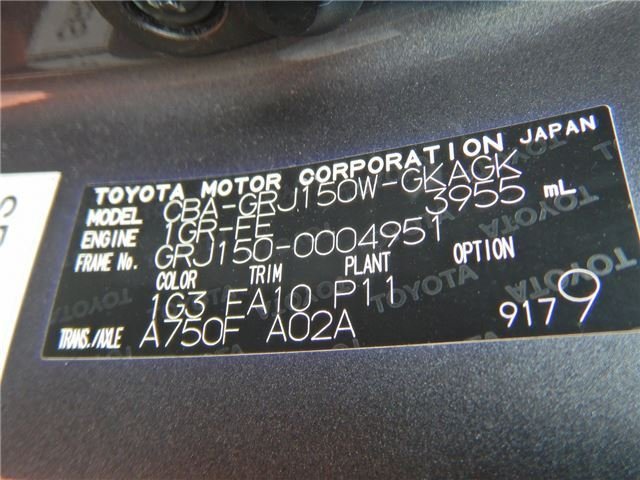 TOYOTA MOTOR CORPORATION JAPAN
MODEL CBA-GRJ150W-GKAGK
ENGINE 1GR-FE 3955 mL
FRAME No. GRJ150-0004951
COLOR TRIM PLANT OPTION
1G3 FA10 P11
TRANS./AXLE A750F A02A 9179